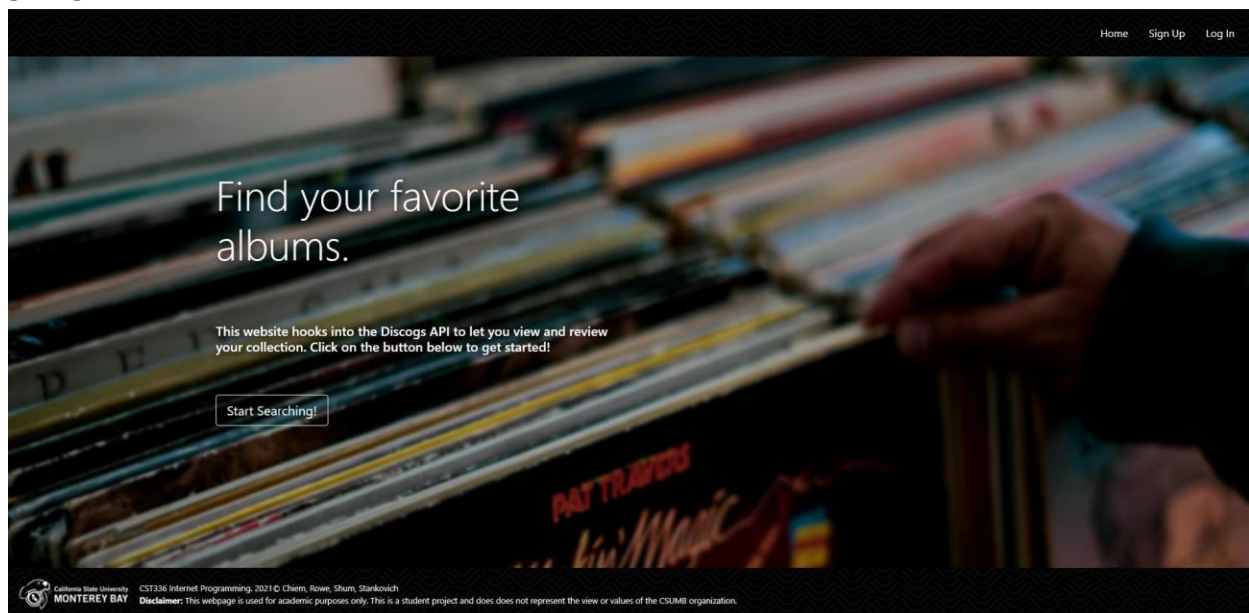 Home Sign Up Log In
Find your favorite
albums.
This website hooks into the Discogs API to let you view and review
your collection. Click on the button below to get started!
Start Searching!
D E I G M
PAT TRAVERS
Magic
California State University
MONTEREY BAY
CST336 Internet Programming. 2021© Chiem, Rowe, Shum, Stankovich
Disclaimer: This webpage is used for academic purposes only. This is a student project and does does not represent the view or values of the CSUMB organization.